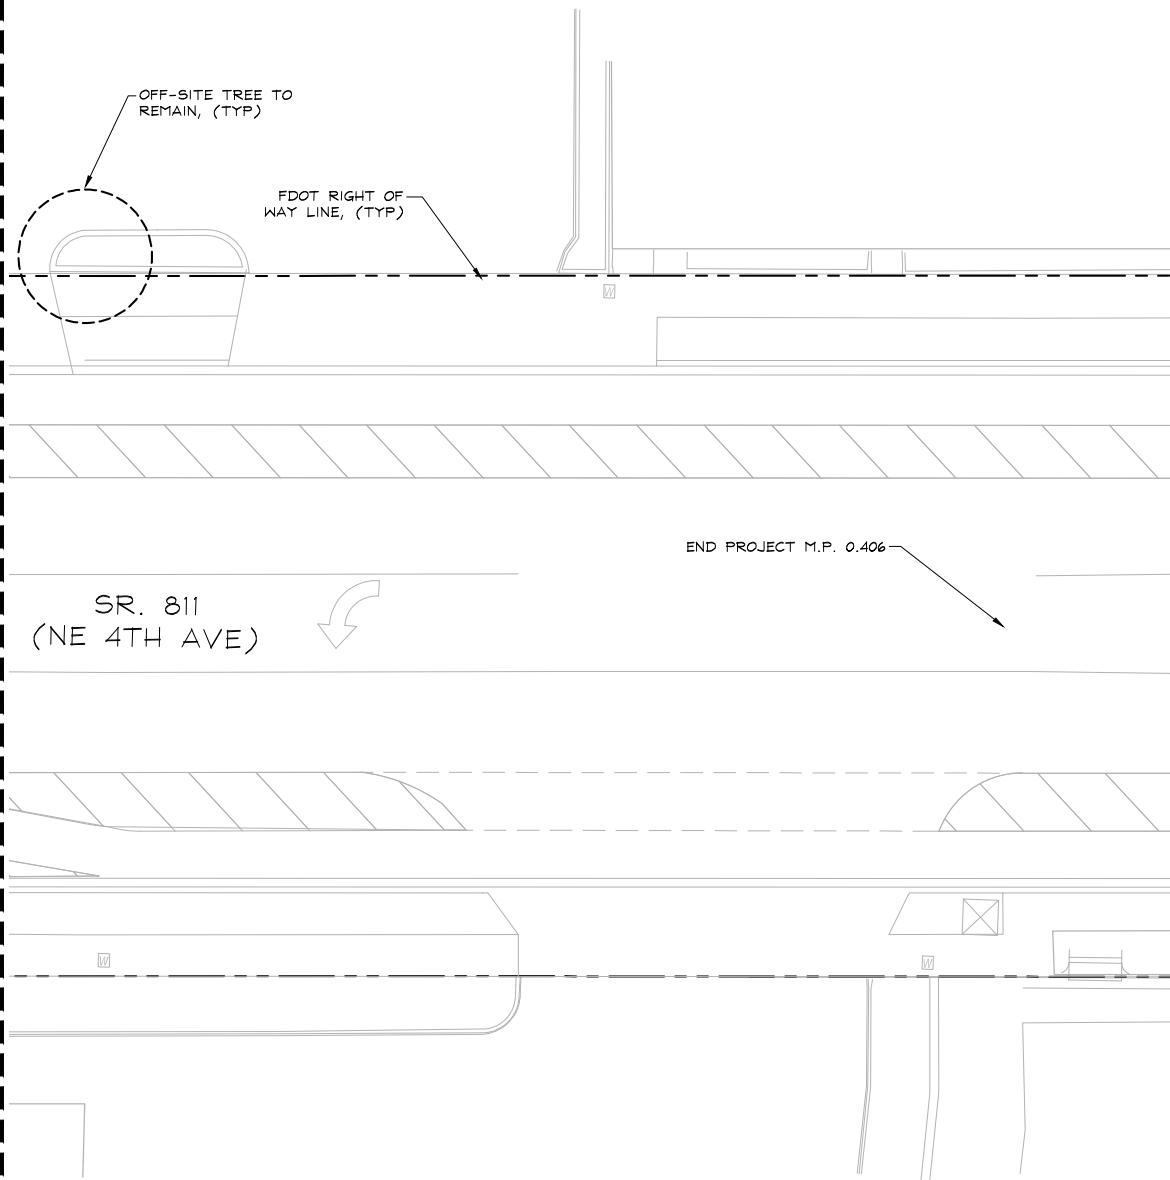 OFF-SITE TREE TO
REMAIN, (TYP)
FDOT RIGHT OF
WAY LINE, (TYP)
W
END PROJECT M.P. 0.406
SR. 811
(NE 4TH AVE)
W
W